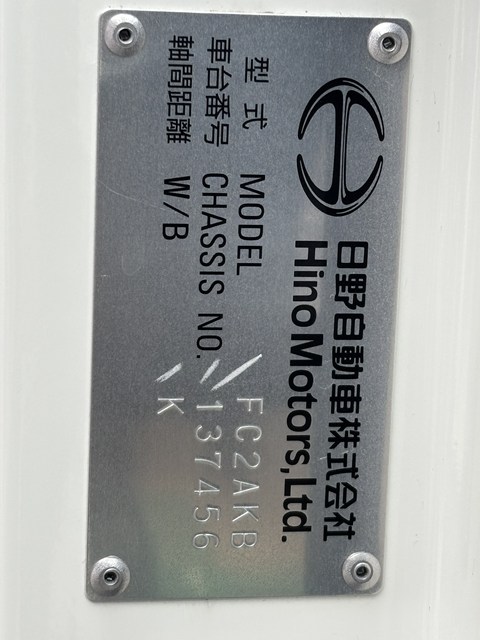 日野自動車株式会社
Hino Motors, Ltd.
型式 MODEL FC2AKB
車台番号 CHASSIS NO. 137456
軸間距離 W/B K